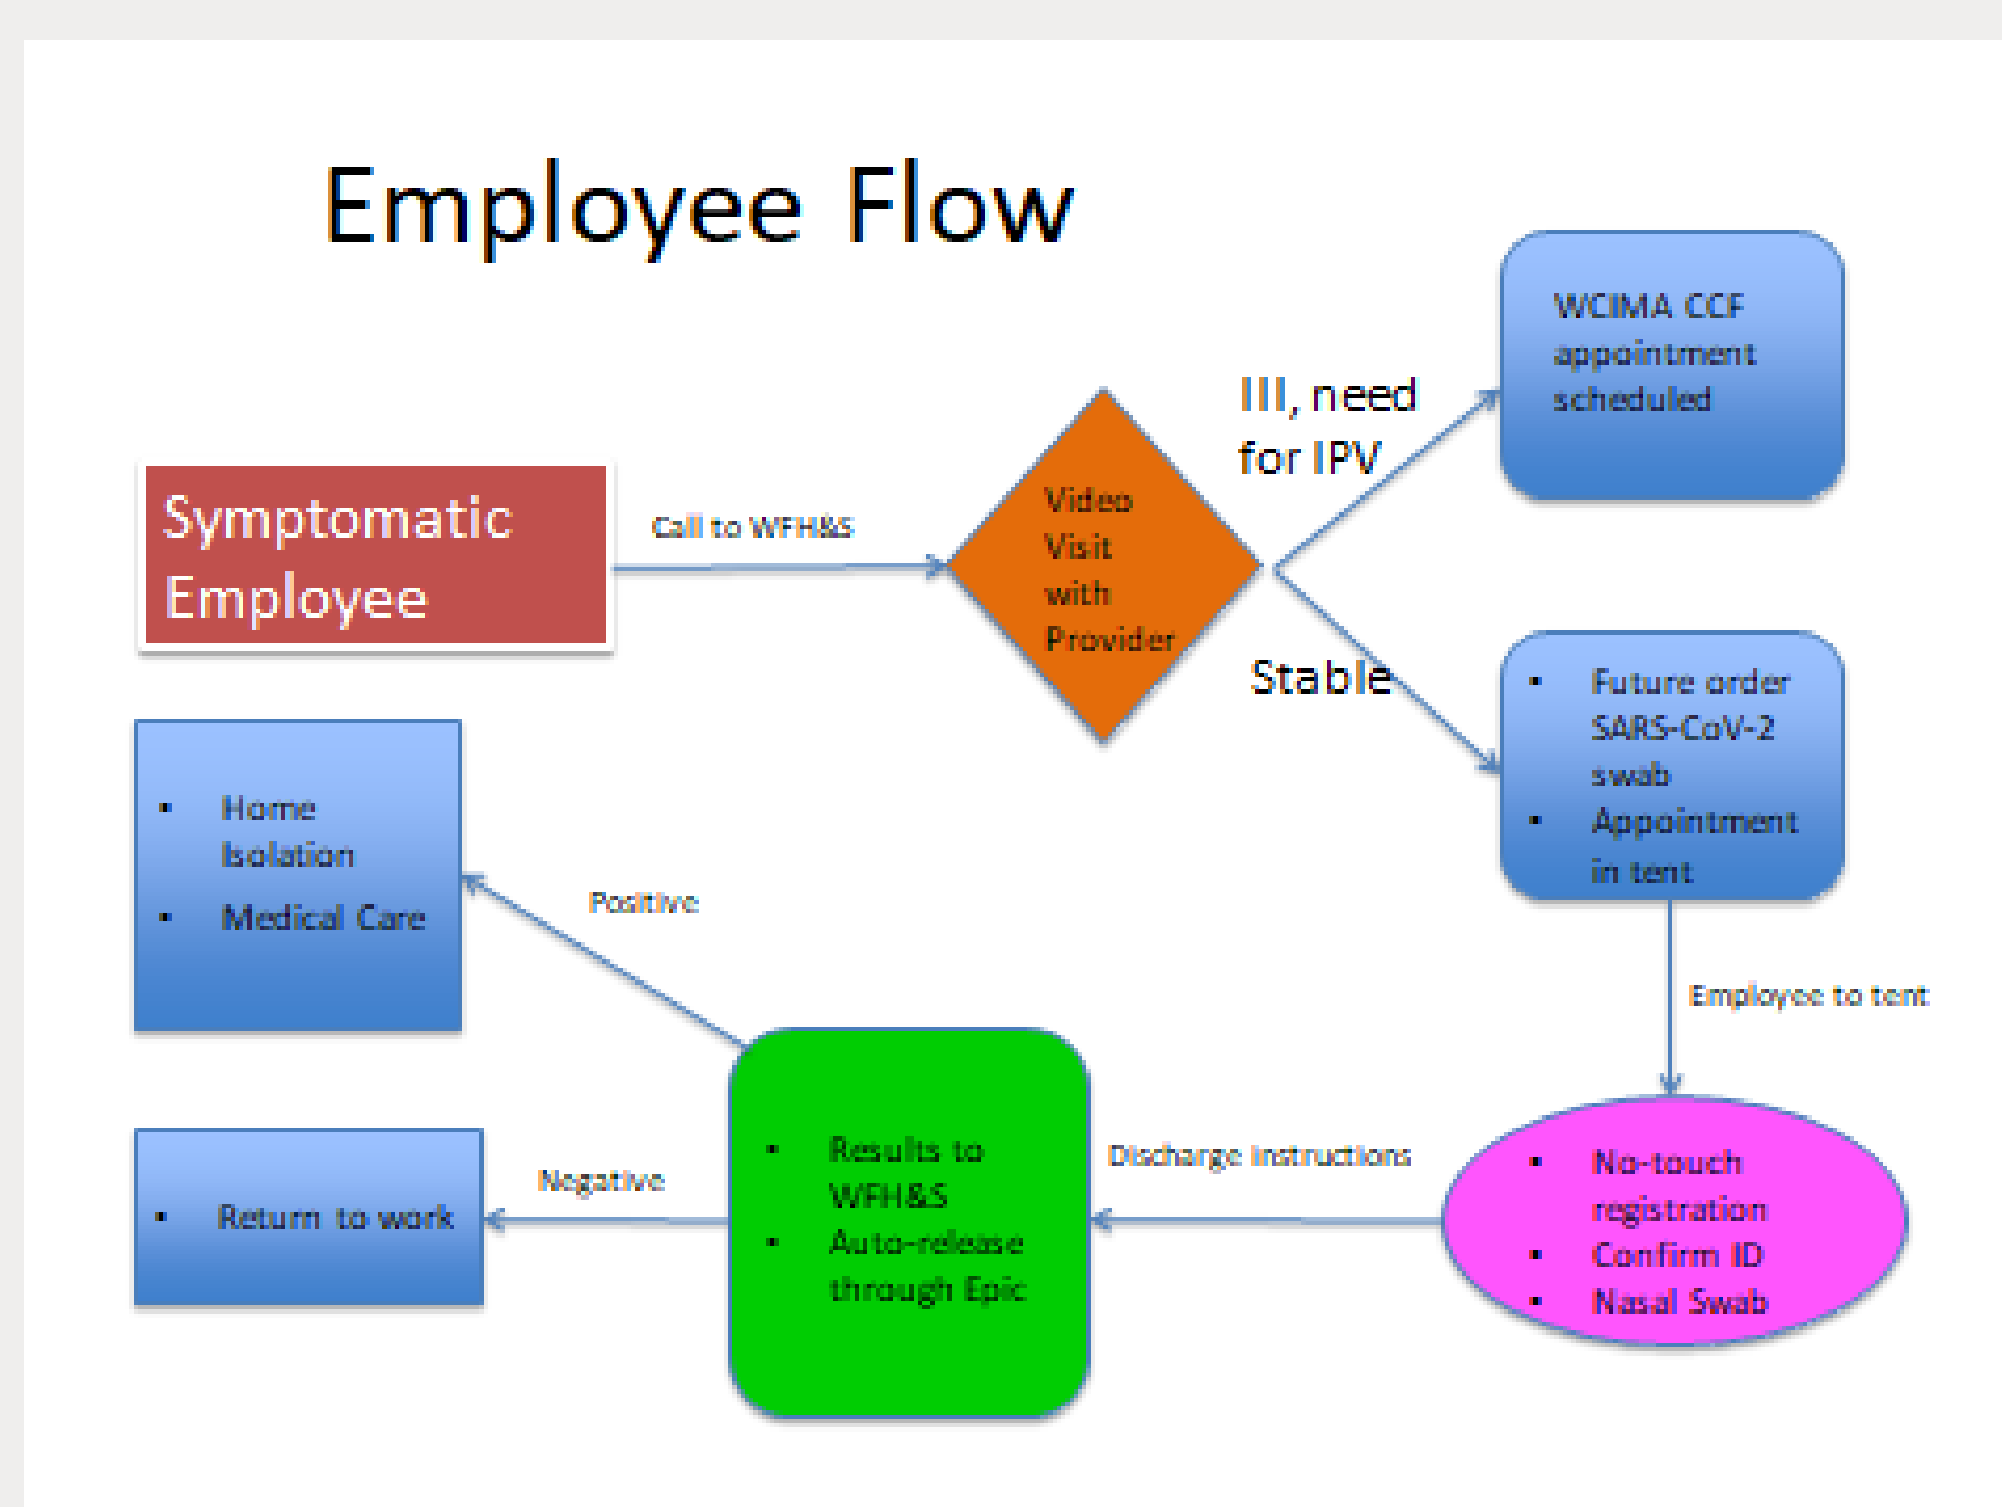 Employee Flow
WCIMA CCF
appointment
scheduled
Ill, need
for IPV
Symptomatic
Employee
Call to WFH&S
Video
Visit
with
Provider
Stable
• Future order
SARS-CoV-2
swab
• Appointment
in tent
• Home
Isolation
• Medical Care
Positive
Employee to tent
• Results to
WFH&S
• Auto-release
through Epic
Discharge instructions
• No-touch
registration
• Confirm ID
• Nasal Swab
Negative
• Return to work